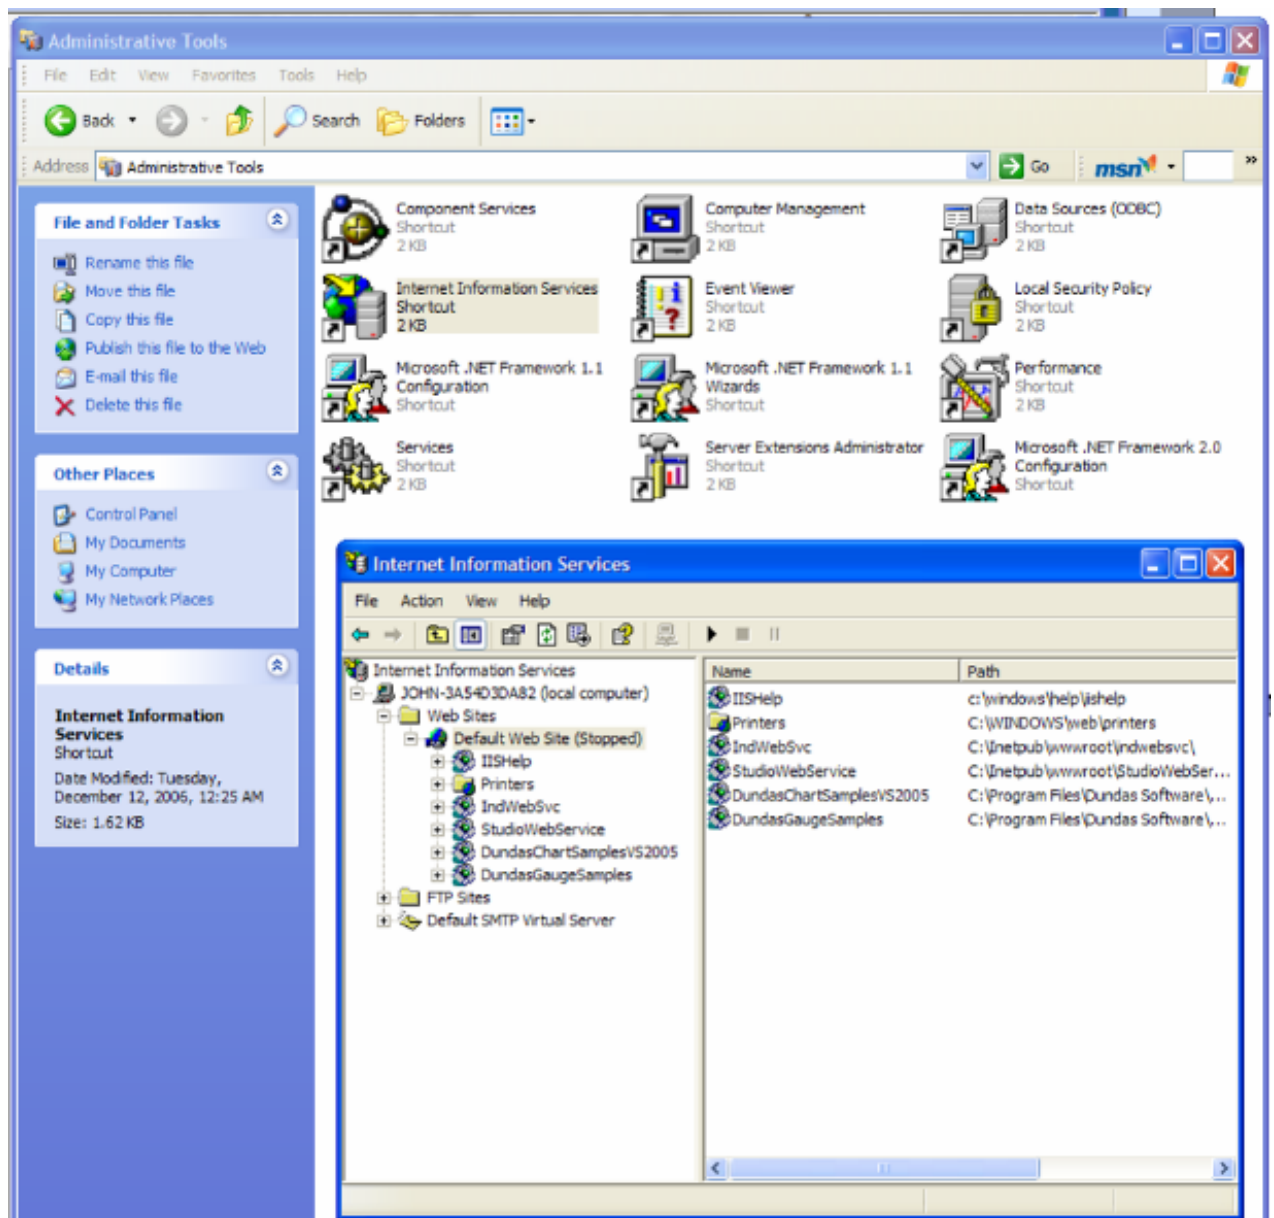 Administrative Tools
File Edit View Favorites Tools Help
Back Search Folders
Address Administrative Tools Go msn »
File and Folder Tasks
Rename this file
Move this file
Copy this file
Publish this file to the Web
E-mail this file
Delete this file
Other Places
Control Panel
My Documents
My Computer
My Network Places
Details
Internet Information
Services
Shortcut
Date Modified: Tuesday,
December 12, 2006, 12:25 AM
Size: 1.62 KB
Component Services
Shortcut
2 KB
Computer Management
Shortcut
2 KB
Data Sources (ODBC)
Shortcut
2 KB
Internet Information Services
Shortcut
2 KB
Event Viewer
Shortcut
2 KB
Local Security Policy
Shortcut
2 KB
Microsoft .NET Framework 1.1
Configuration
Shortcut
Microsoft .NET Framework 1.1
Wizards
Shortcut
Performance
Shortcut
2 KB
Services
Shortcut
2 KB
Server Extensions Administrator
Shortcut
2 KB
Microsoft .NET Framework 2.0
Configuration
Shortcut
Internet Information Services
File Action View Help
Internet Information Services
JOHN-3A54D3DA82 (local computer)
Web Sites
Default Web Site (Stopped)
IISHelp
Printers
IndWebSvc
StudioWebService
DundasChartSamplesVS2005
DundasGaugeSamples
FTP Sites
Default SMTP Virtual Server
Name Path
IISHelp c:\windows\help\iishelp
Printers C:\WINDOWS\web\printers
IndWebSvc C:\Inetpub\wwwroot\indwebsvc\
StudioWebService C:\Inetpub\wwwroot\StudioWebSer...
DundasChartSamplesVS2005 C:\Program Files\Dundas Software\,...
DundasGaugeSamples C:\Program Files\Dundas Software\,...